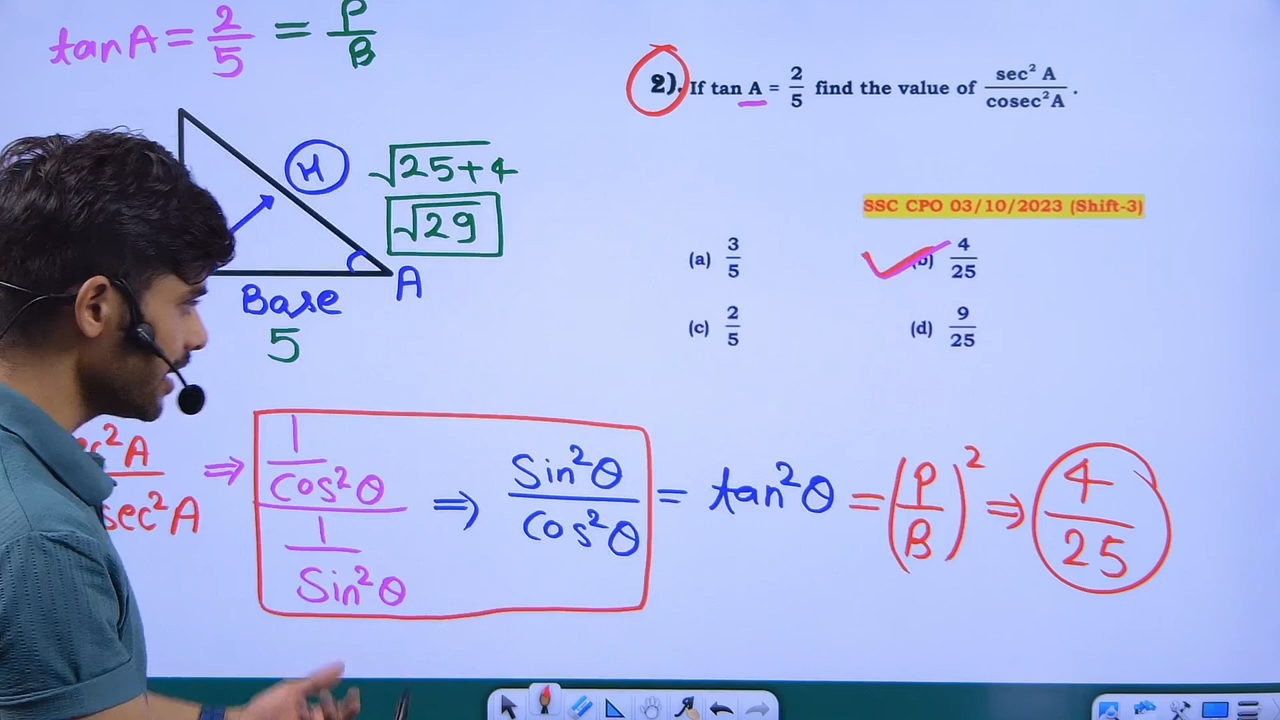 tan A = 2/5 = P/B
2). If tan A = 2/5 find the value of sec² A / cosec² A .
H
√25+4
√29
SSC CPO 03/10/2023 (Shift-3)
(a) 3/5
4/25
A
Base
5
(c) 2/5
(d) 9/25
sec²A ⇒ 1/cos²θ / 1/Sin²θ ⇒ Sin²θ/Cos²θ = tan²θ = (P/B)² ⇒ 4/25